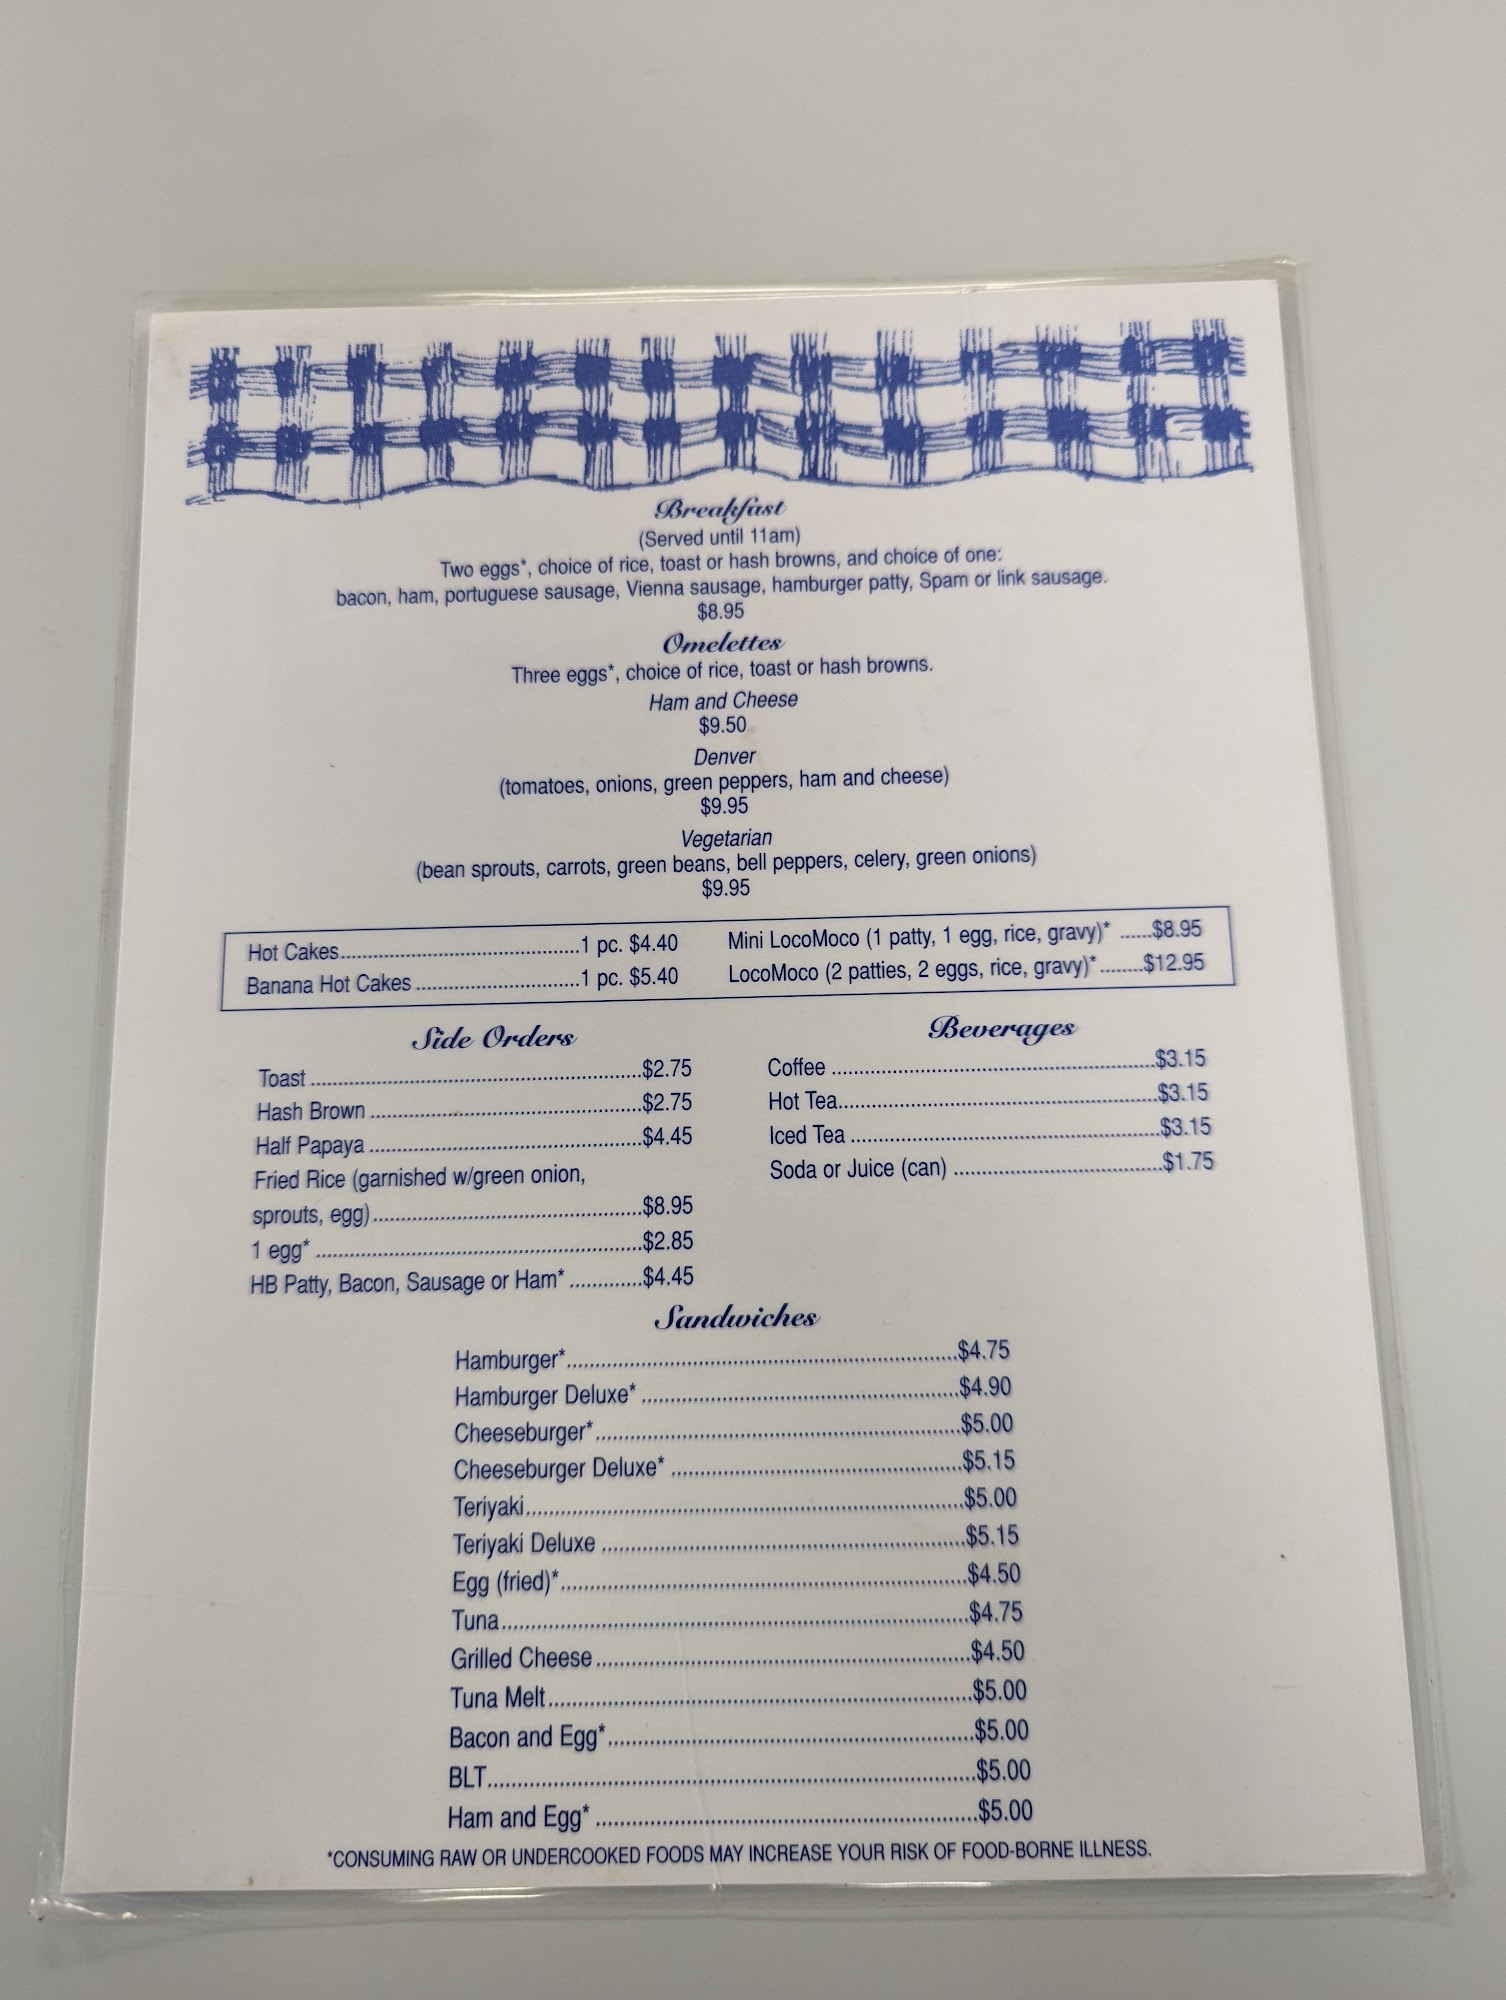 Breakfast
(Served until 11am)
Two eggs*, choice of rice, toast or hash browns, and choice of one:
bacon, ham, portuguese sausage, Vienna sausage, hamburger patty, Spam or link sausage.
$8.95
Omelettes
Three eggs*, choice of rice, toast or hash browns.
Ham and Cheese
$9.50
Denver
(tomatoes, onions, green peppers, ham and cheese)
$9.95
Vegetarian
(bean sprouts, carrots, green beans, bell peppers, celery, green onions)
$9.95
Hot Cakes....................................1 pc. $4.40
Banana Hot Cakes .........................1 pc. $5.40
Mini LocoMoco (1 patty, 1 egg, rice, gravy)* ......$8.95
LocoMoco (2 patties, 2 eggs, rice, gravy)*........$12.95
Side Orders
Toast ....................................................$2.75
Hash Brown ...........................................$2.75
Half Papaya ...........................................$4.45
Fried Rice (garnished w/green onion,
sprouts, egg)...........................................$8.95
1 egg* ...................................................$2.85
HB Patty, Bacon, Sausage or Ham* .............$4.45
Beverages
Coffee ..................................................$3.15
Hot Tea..................................................$3.15
Iced Tea ................................................$3.15
Soda or Juice (can) ..................................$1.75
Sandwiches
Hamburger*..............................................................$4.75
Hamburger Deluxe* ..................................................$4.90
Cheeseburger*.........................................................$5.00
Cheeseburger Deluxe* ..............................................$5.15
Teriyaki....................................................................$5.00
Teriyaki Deluxe ........................................................$5.15
Egg (fried)*..............................................................$4.50
Tuna........................................................................$4.75
Grilled Cheese ..........................................................$4.50
Tuna Melt.................................................................$5.00
Bacon and Egg*........................................................$5.00
BLT..........................................................................$5.00
Ham and Egg* ..........................................................$5.00
*CONSUMING RAW OR UNDERCOOKED FOODS MAY INCREASE YOUR RISK OF FOOD-BORNE ILLNESS.